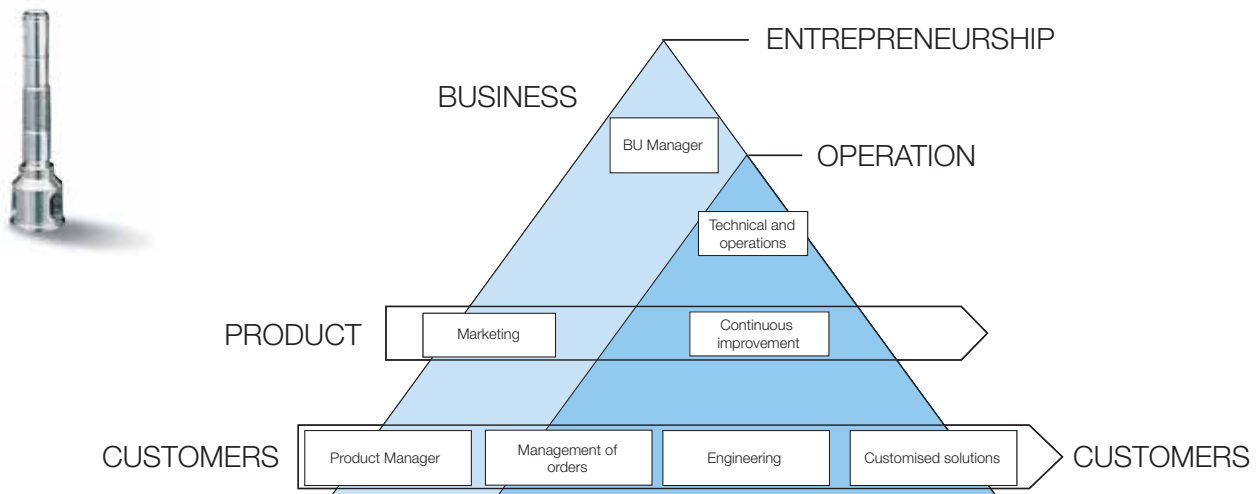 ENTREPRENEURSHIP
BUSINESS
BU Manager
OPERATION
Technical and
operations
PRODUCT
Marketing
Continuous
improvement
CUSTOMERS
Product Manager
Management of
orders
Engineering
Customised solutions
CUSTOMERS